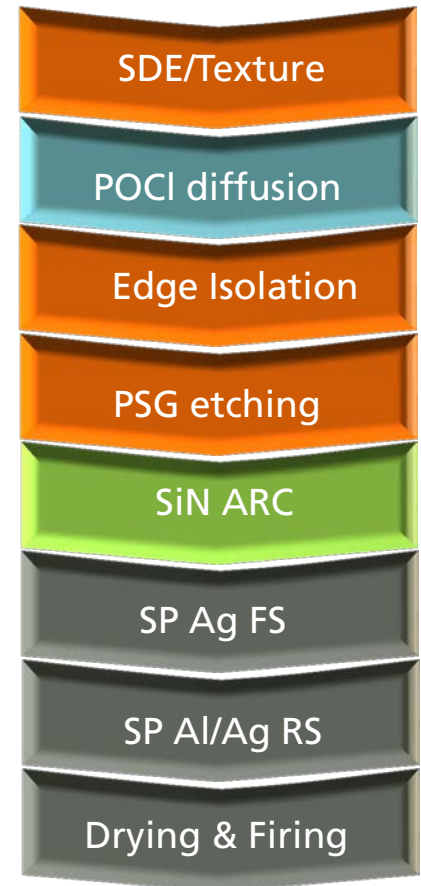 SDE/Texture
POCl diffusion
Edge Isolation
PSG etching
SiN ARC
SP Ag FS
SP Al/Ag RS
Drying & Firing